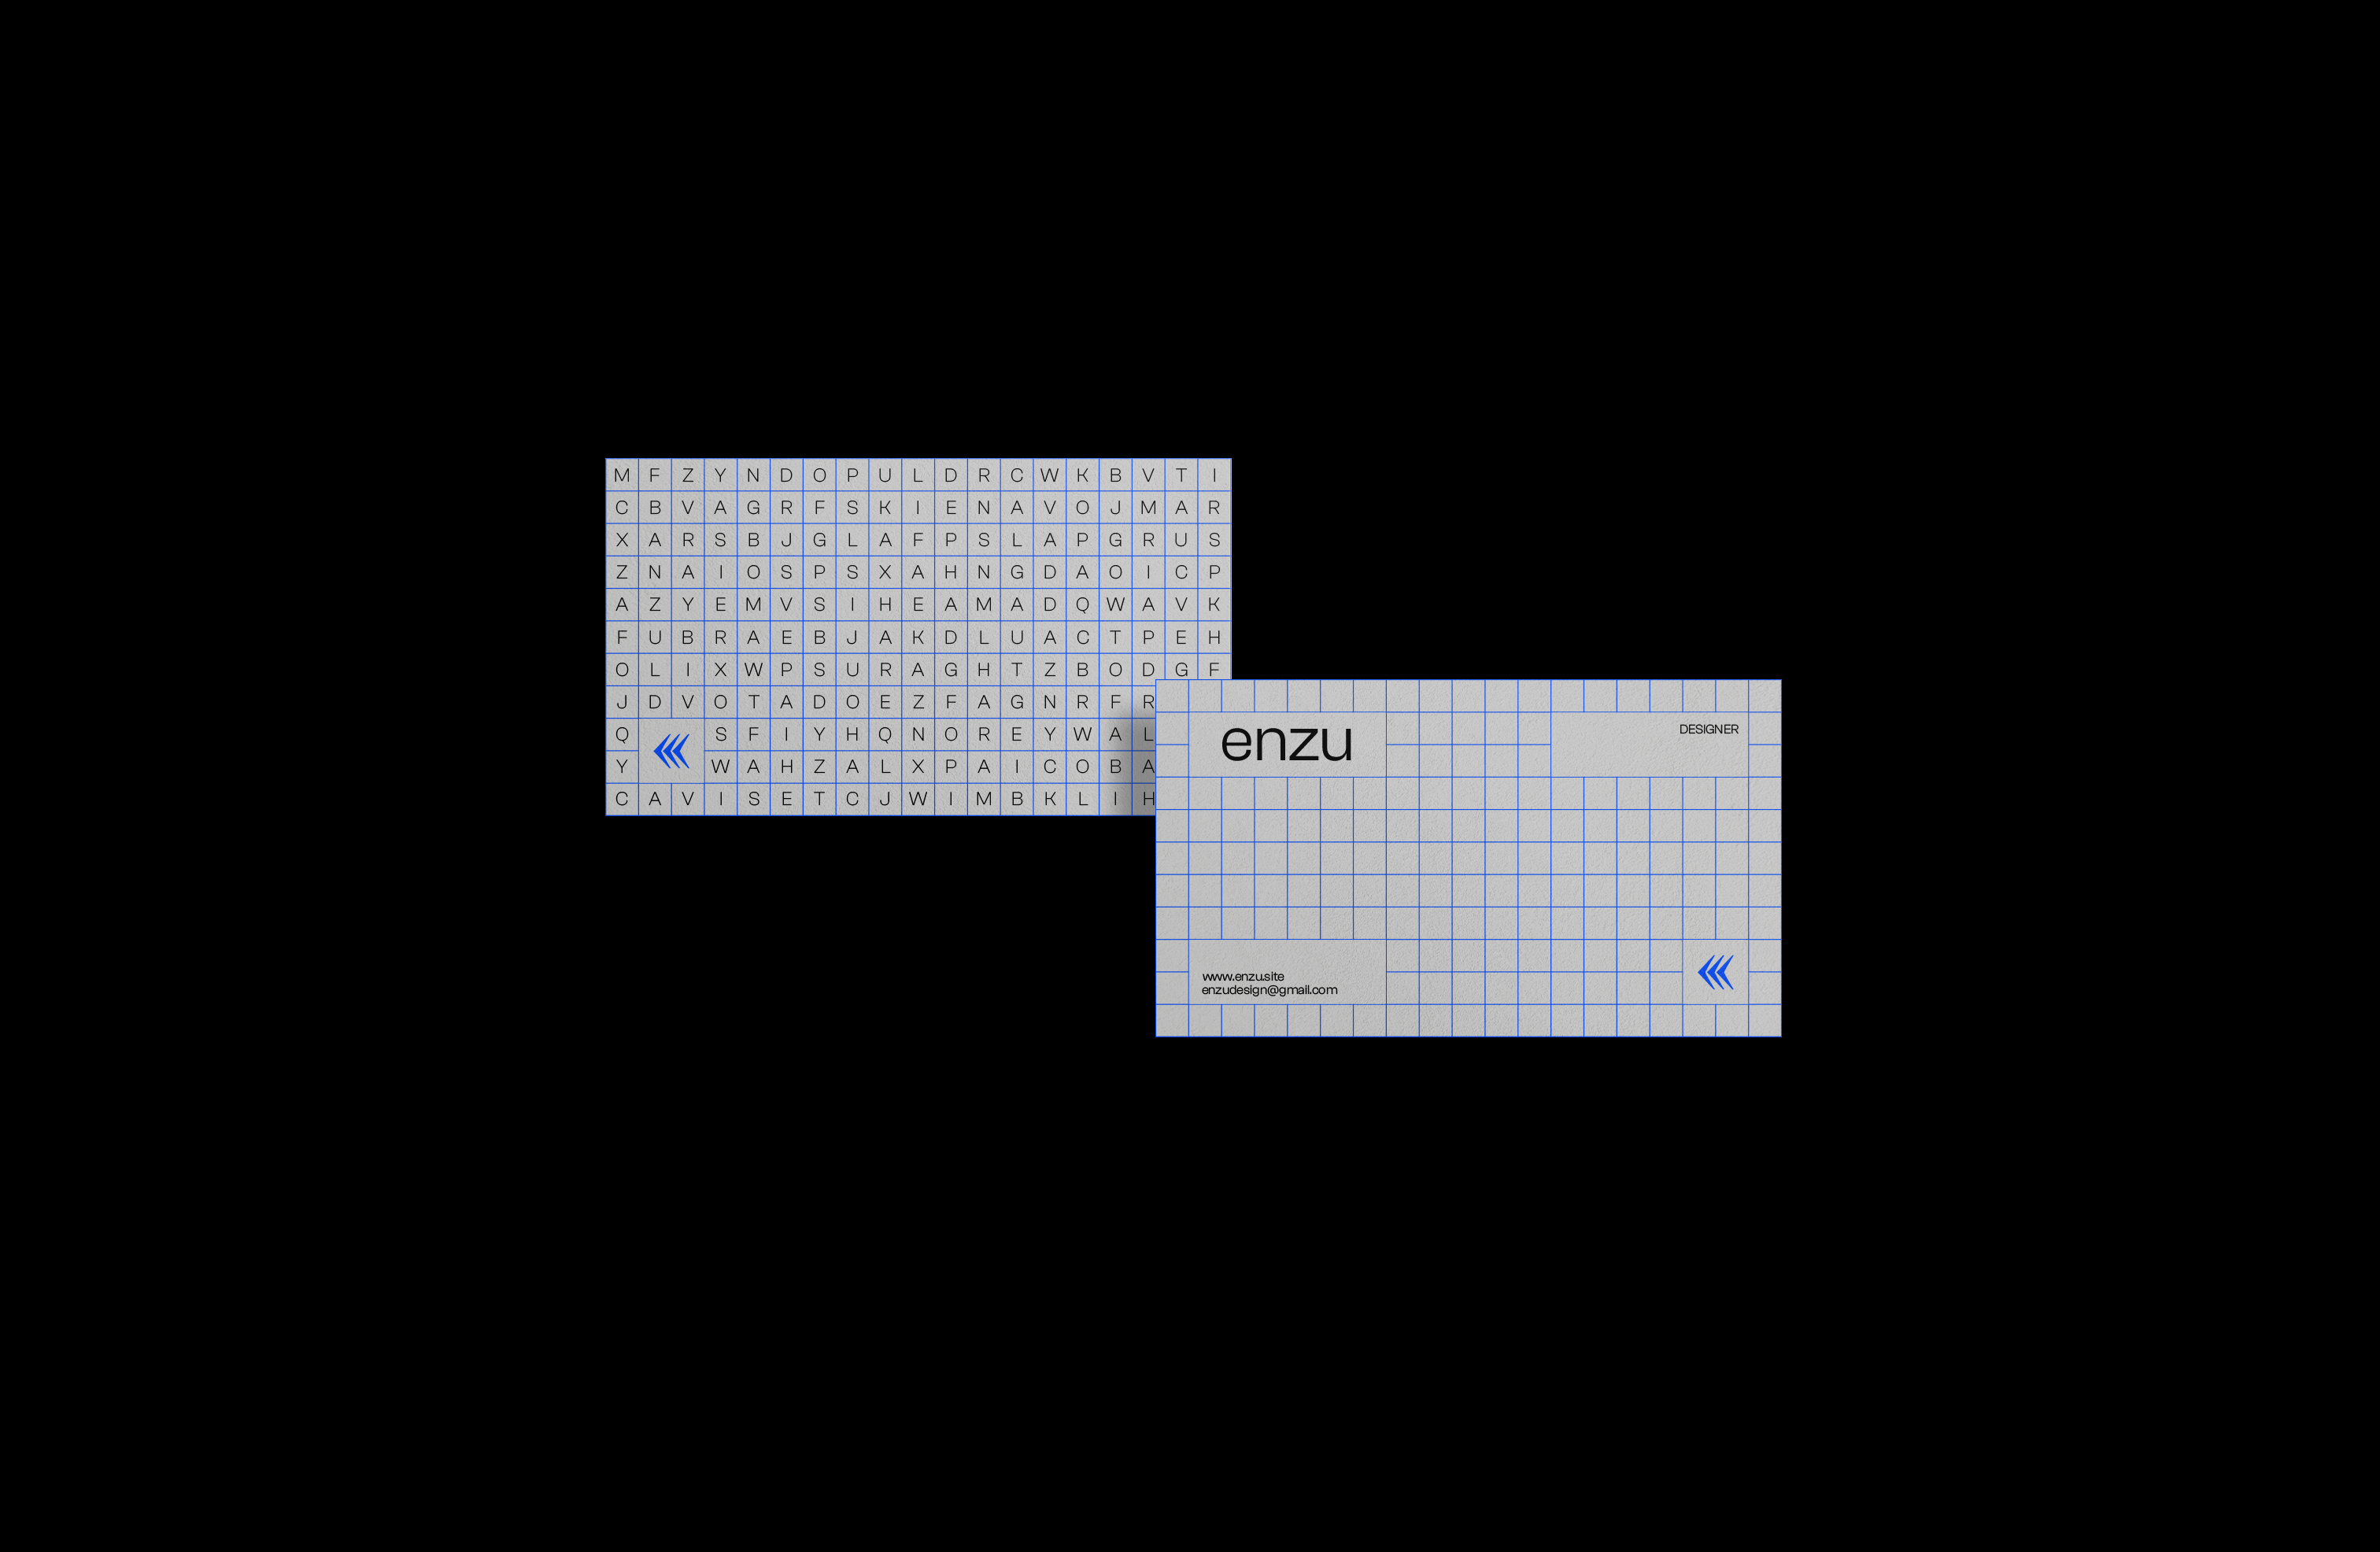 M F Z Y N D O P U L D R C W K B V T I
C B V A G R F S K I E N A V O J M A R
X A R S B J G L A F P S L A P G R U S
Z N A I O S P S X A H N G D A O I C P
A Z Y E M V S I H E A M A D Q W A V K
F U B R A E B J A K D L U A C T P E H
O L I X W P S U R A G H T Z B O D G F
J D V O T A D O E Z F A G N R F R
Q S F I Y H Q N O R E Y W A L
Y W A H Z A L X P A I C O B A
C A V I S E T C J W I M B K L I H
enzu
DESIGNER
www.enzu.site
enzudesign@gmail.com